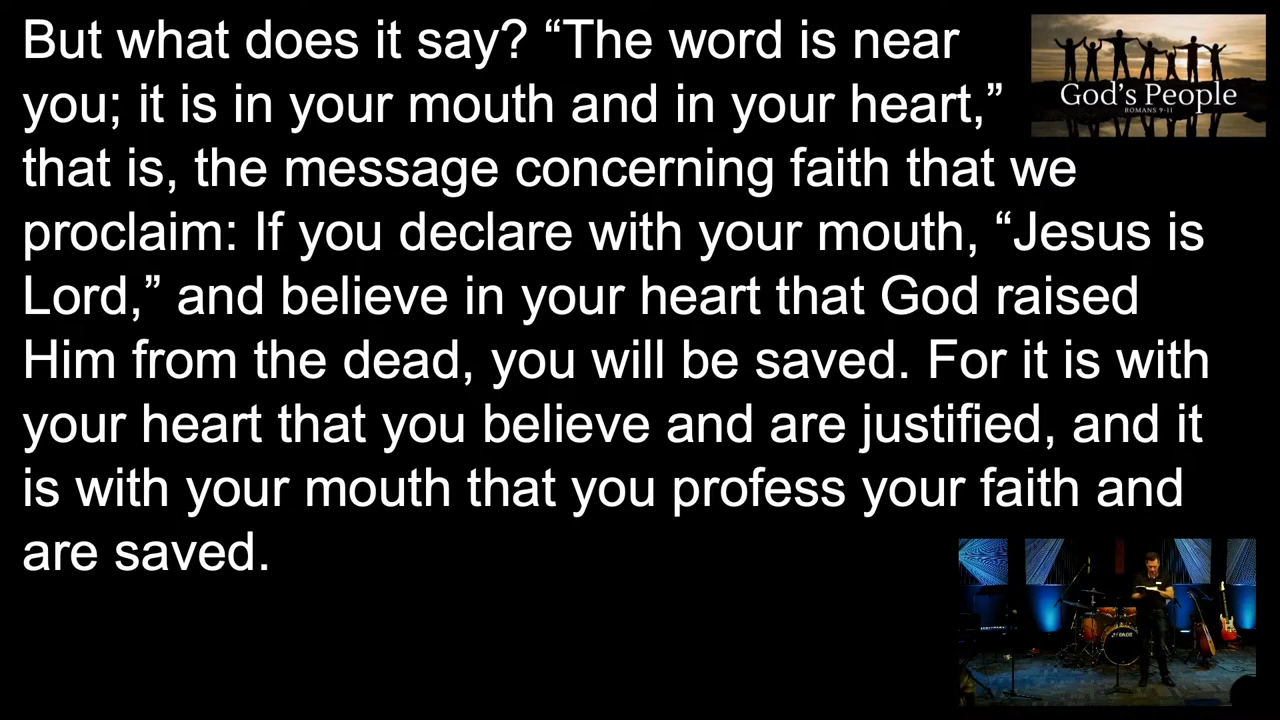 But what does it say? “The word is near
you; it is in your mouth and in your heart,”
that is, the message concerning faith that we
proclaim: If you declare with your mouth, “Jesus is
Lord,” and believe in your heart that God raised
Him from the dead, you will be saved. For it is with
your heart that you believe and are justified, and it
is with your mouth that you profess your faith and
are saved.
God’s People
ROMANS 9-11